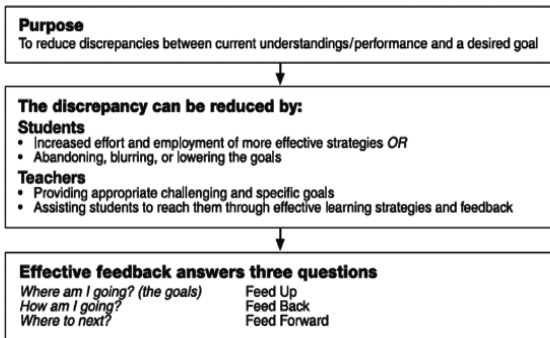 Purpose
To reduce discrepancies between current understandings/performance and a desired goal
The discrepancy can be reduced by:
Students
• Increased effort and employment of more effective strategies OR
• Abandoning, blurring, or lowering the goals
Teachers
• Providing appropriate challenging and specific goals
• Assisting students to reach them through effective learning strategies and feedback
Effective feedback answers three questions
Where am I going? (the goals) Feed Up
How am I going? Feed Back
Where to next? Feed Forward